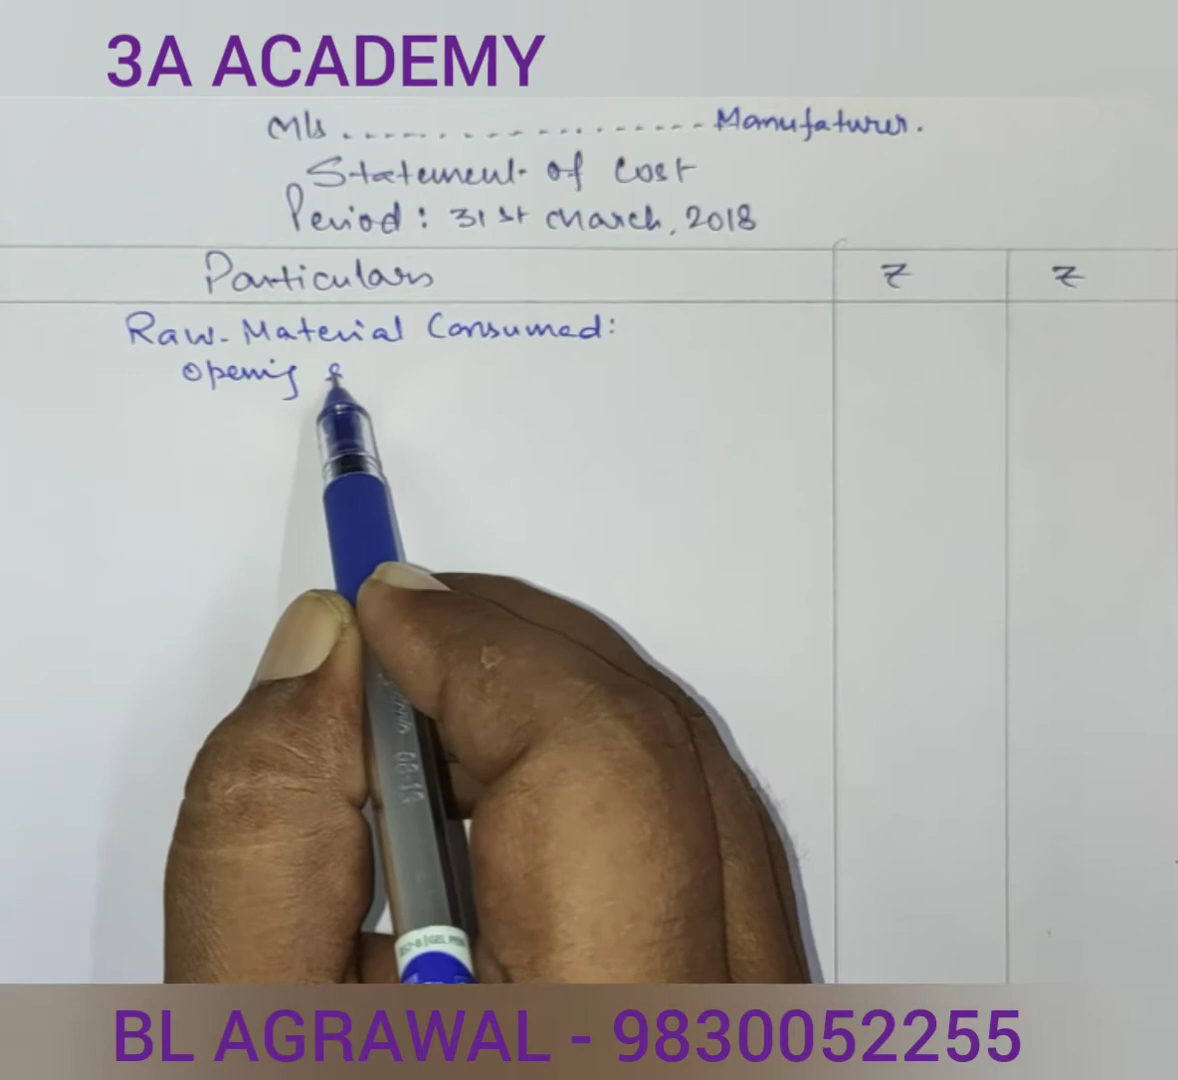 3A ACADEMY
M/s .................. Manufaturer.
Statement of Cost
Period : 31st March, 2018
Particulars ₹ ₹
Raw-Material Consumed:
Opening
BL AGRAWAL - 9830052255